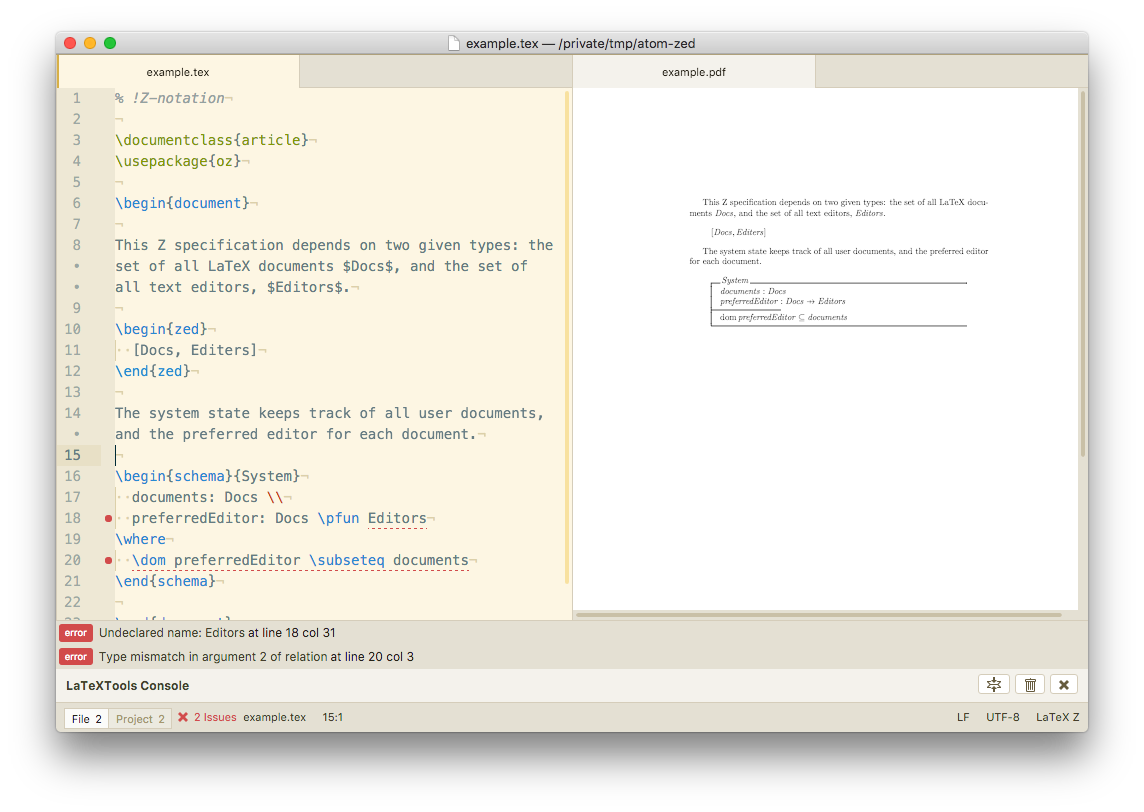 example.tex — /private/tmp/atom-zed
example.tex
example.pdf
1 % !Z-notation¬
2 ¬
3 \documentclass{article}¬
4 \usepackage{oz}¬
5 ¬
6 \begin{document}¬
7 ¬
8 This Z specification depends on two given types: the
• set of all LaTeX documents $Docs$, and the set of
• all text editors, $Editors$.¬
9 ¬
10 \begin{zed}¬
11 ··[Docs, Editers]¬
12 \end{zed}¬
13 ¬
14 The system state keeps track of all user documents,
• and the preferred editor for each document.¬
15 ¬
16 \begin{schema}{System}¬
17 ··documents: Docs \\¬
18 ··preferredEditor: Docs \pfun Editors¬
19 \where¬
20 ··\dom preferredEditor \subseteq documents¬
21 \end{schema}¬
22 ¬
This Z specification depends on two given types: the set of all LaTeX docu-
ments Docs, and the set of all text editors, Editors.
[Docs, Editers]
The system state keeps track of all user documents, and the preferred editor
for each document.
System
documents : Docs
preferredEditor : Docs ⇸ Editors
dom preferredEditor ⊆ documents
error Undeclared name: Editors at line 18 col 31
error Type mismatch in argument 2 of relation at line 20 col 3
LaTeXTools Console
File 2 Project 2 2 Issues example.tex 15:1 LF UTF-8 LaTeX Z